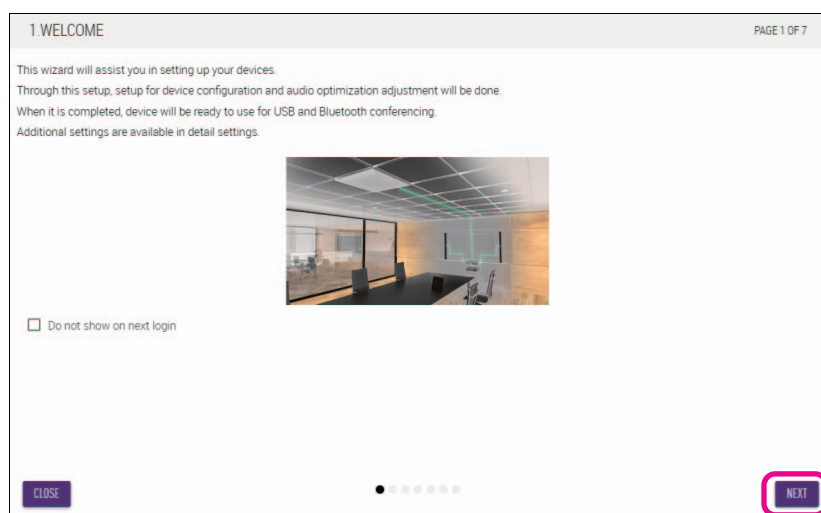 1.WELCOME
PAGE 1 OF 7
This wizard will assist you in setting up your devices.
Through this setup, setup for device configuration and audio optimization adjustment will be done.
When it is completed, device will be ready to use for USB and Bluetooth conferencing.
Additional settings are available in detail settings.
Do not show on next login
CLOSE
NEXT